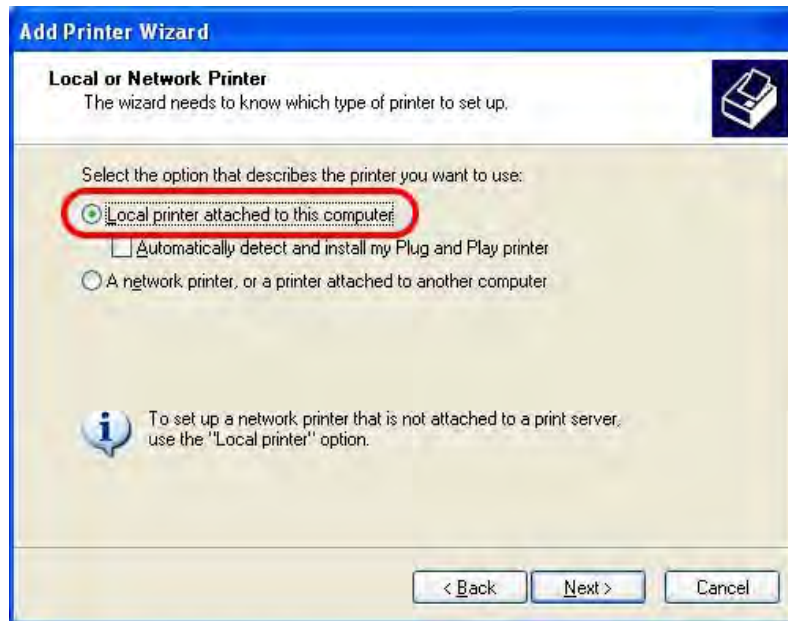 Add Printer Wizard
Local or Network Printer
The wizard needs to know which type of printer to set up.
Select the option that describes the printer you want to use:
Local printer attached to this computer
Automatically detect and install my Plug and Play printer
A network printer, or a printer attached to another computer
To set up a network printer that is not attached to a print server,
use the "Local printer" option.
< Back Next > Cancel